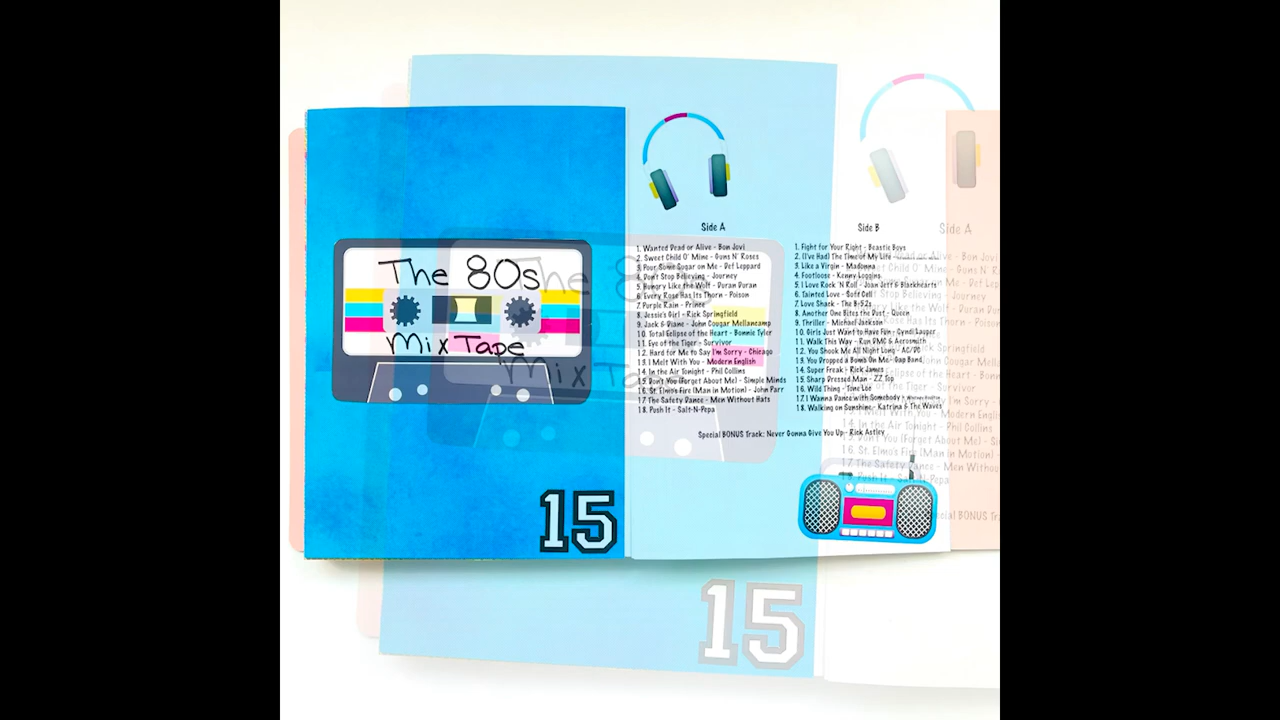 The 80s
Mix Tape
15
Side A
1. Wanted Dead or Alive - Bon Jovi
2. Sweet Child O' Mine - Guns N' Roses
3. Pour Some Sugar on Me - Def Leppard
4. Don't Stop Believing - Journey
5. Hungry Like the Wolf - Duran Duran
6. Every Rose Has Its Thorn - Poison
7. Purple Rain - Prince
8. Jessie's Girl - Rick Springfield
9. Jack & Diane - John Cougar Mellencamp
10. Total Eclipse of the Heart - Bonnie Tyler
11. Eye of the Tiger - Survivor
12. Hard for Me to Say I'm Sorry - Chicago
13. I Melt With You - Modern English
14. In the Air Tonight - Phil Collins
15. Don't You (Forget About Me) - Simple Minds
16. St. Elmo's Fire (Man in Motion) - John Parr
17. The Safety Dance - Men Without Hats
18. Push It - Salt-N-Pepa
Side B
1. Fight for Your Right - Beastie Boys
2. (I've Had) The Time of My Life
3. Like a Virgin - Madonna
4. Footloose - Kenny Loggins
5. I Love Rock 'N Roll - Joan Jett & Blackhearts
6. Tainted Love - Soft Cell
7. Love Shack - The B-52s
8. Another One Bites the Dust - Queen
9. Thriller - Michael Jackson
10. Girls Just Want to Have Fun - Cyndi Lauper
11. Walk This Way - Run DMC & Aerosmith
12. You Shook Me All Night Long - AC/DC
13. You Dropped a Bomb On Me - Gap Band
14. Super Freak - Rick James
15. Sharp Dressed Man - ZZ Top
16. Wild Thing - Tone Loc
17. I Wanna Dance with Somebody - Whitney Houston
18. Walking on Sunshine - Katrina & The Waves
Special BONUS Track: Never Gonna Give You Up - Rick Astley
The 8
Mix Ta
15
Side A